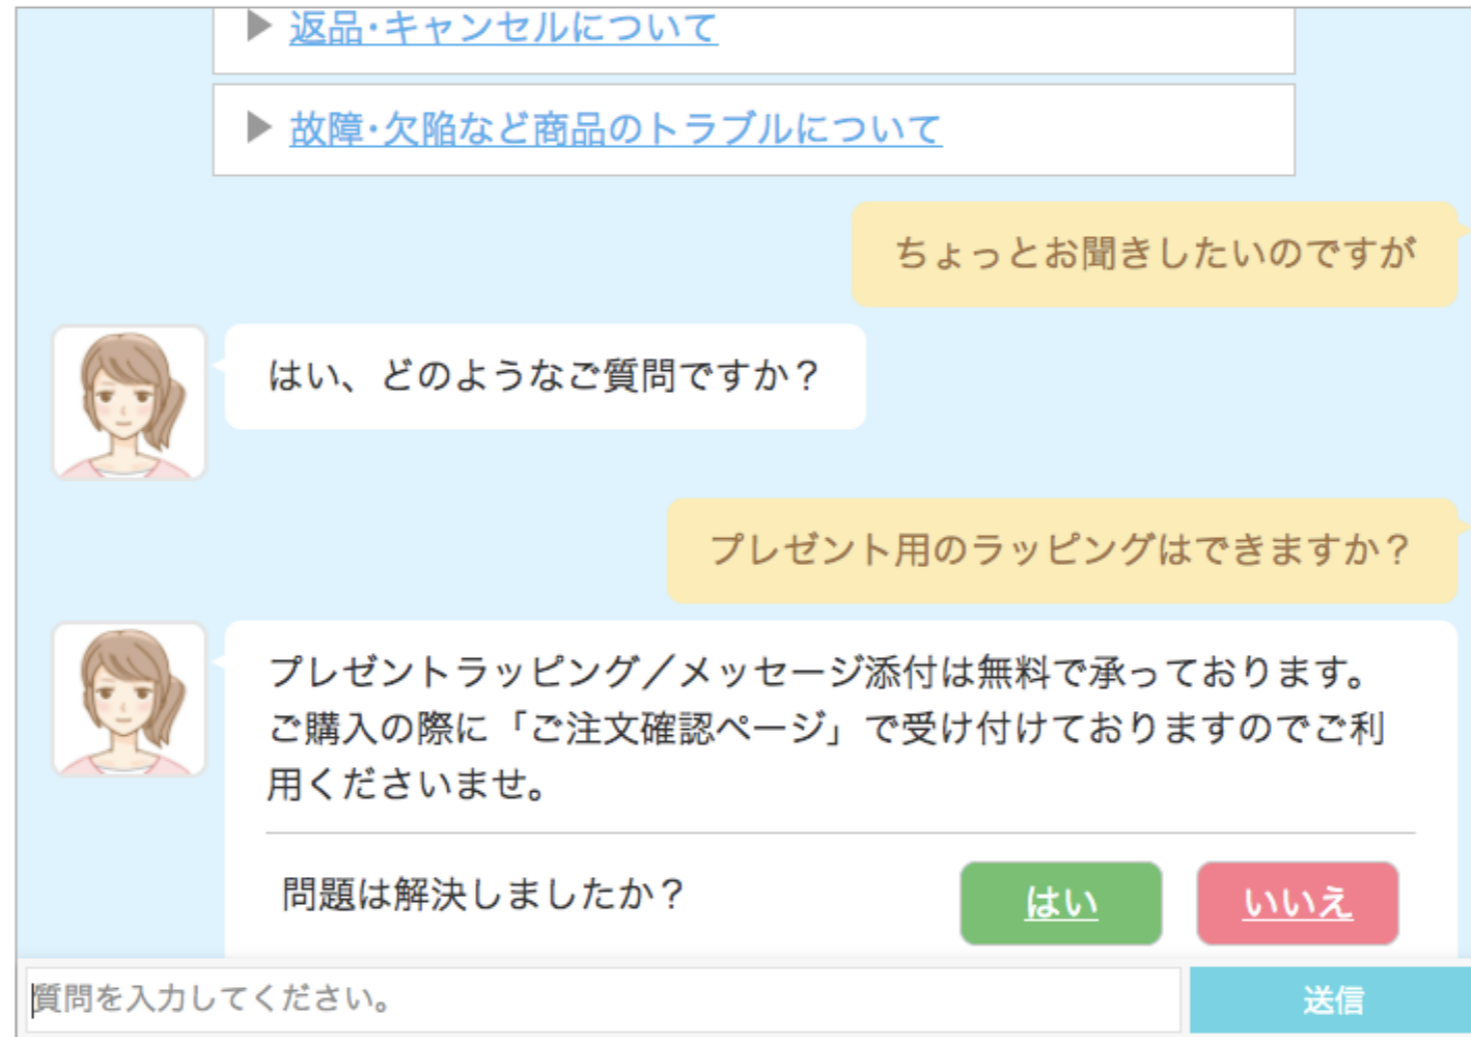 ▶ 返品･キャンセルについて
▶ 故障･欠陥など商品のトラブルについて
ちょっとお聞きしたいのですが
はい、どのようなご質問ですか？
プレゼント用のラッピングはできますか？
プレゼントラッピング／メッセージ添付は無料で承っております。
ご購入の際に「ご注文確認ページ」で受け付けておりますのでご利
用くださいませ。
問題は解決しましたか？ はい いいえ
質問を入力してください。 送信